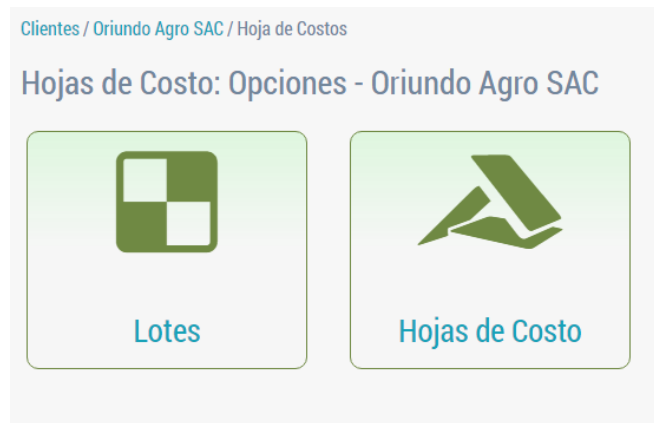 Clientes / Oriundo Agro SAC / Hoja de Costos
Hojas de Costo: Opciones - Oriundo Agro SAC
Lotes
Hojas de Costo